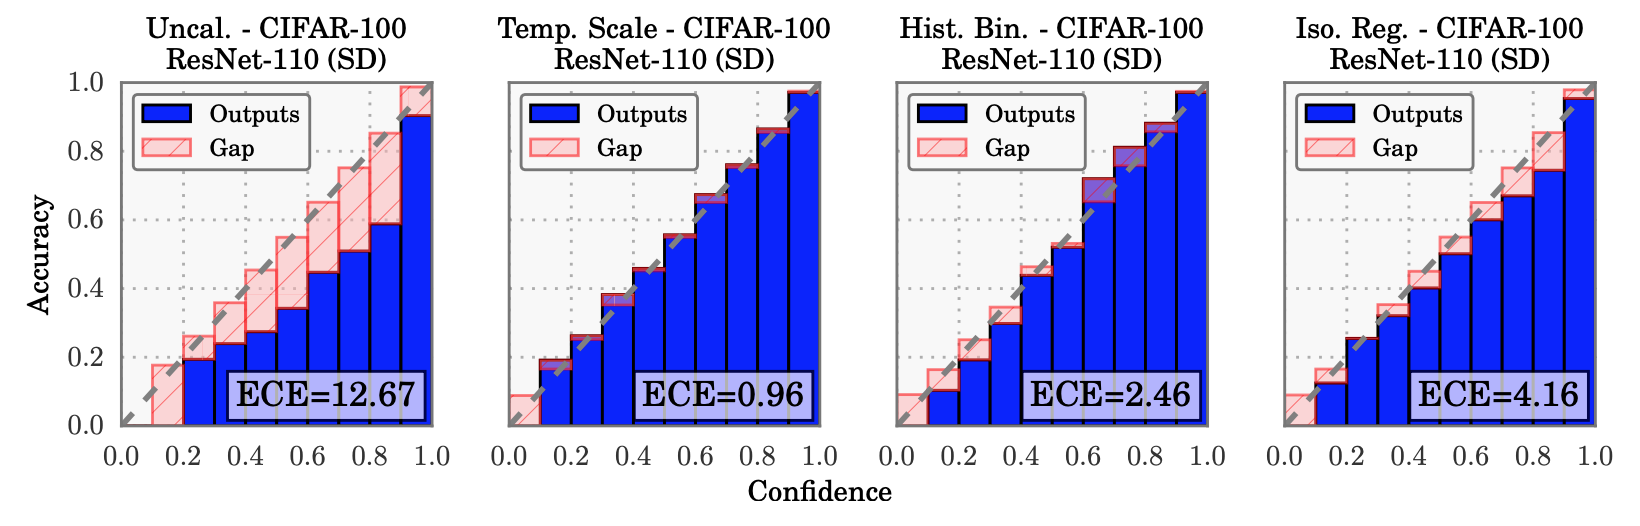 Uncal. - CIFAR-100
ResNet-110 (SD)
Temp. Scale - CIFAR-100
ResNet-110 (SD)
Hist. Bin. - CIFAR-100
ResNet-110 (SD)
Iso. Reg. - CIFAR-100
ResNet-110 (SD)
Accuracy
1.0
0.8
0.6
0.4
0.2
0.0
Outputs
Gap
ECE=12.67
0.0 0.2 0.4 0.6 0.8 1.0
Outputs
Gap
ECE=0.96
0.0 0.2 0.4 0.6 0.8 1.0
Outputs
Gap
ECE=2.46
0.0 0.2 0.4 0.6 0.8 1.0
Outputs
Gap
ECE=4.16
0.0 0.2 0.4 0.6 0.8 1.0
Confidence